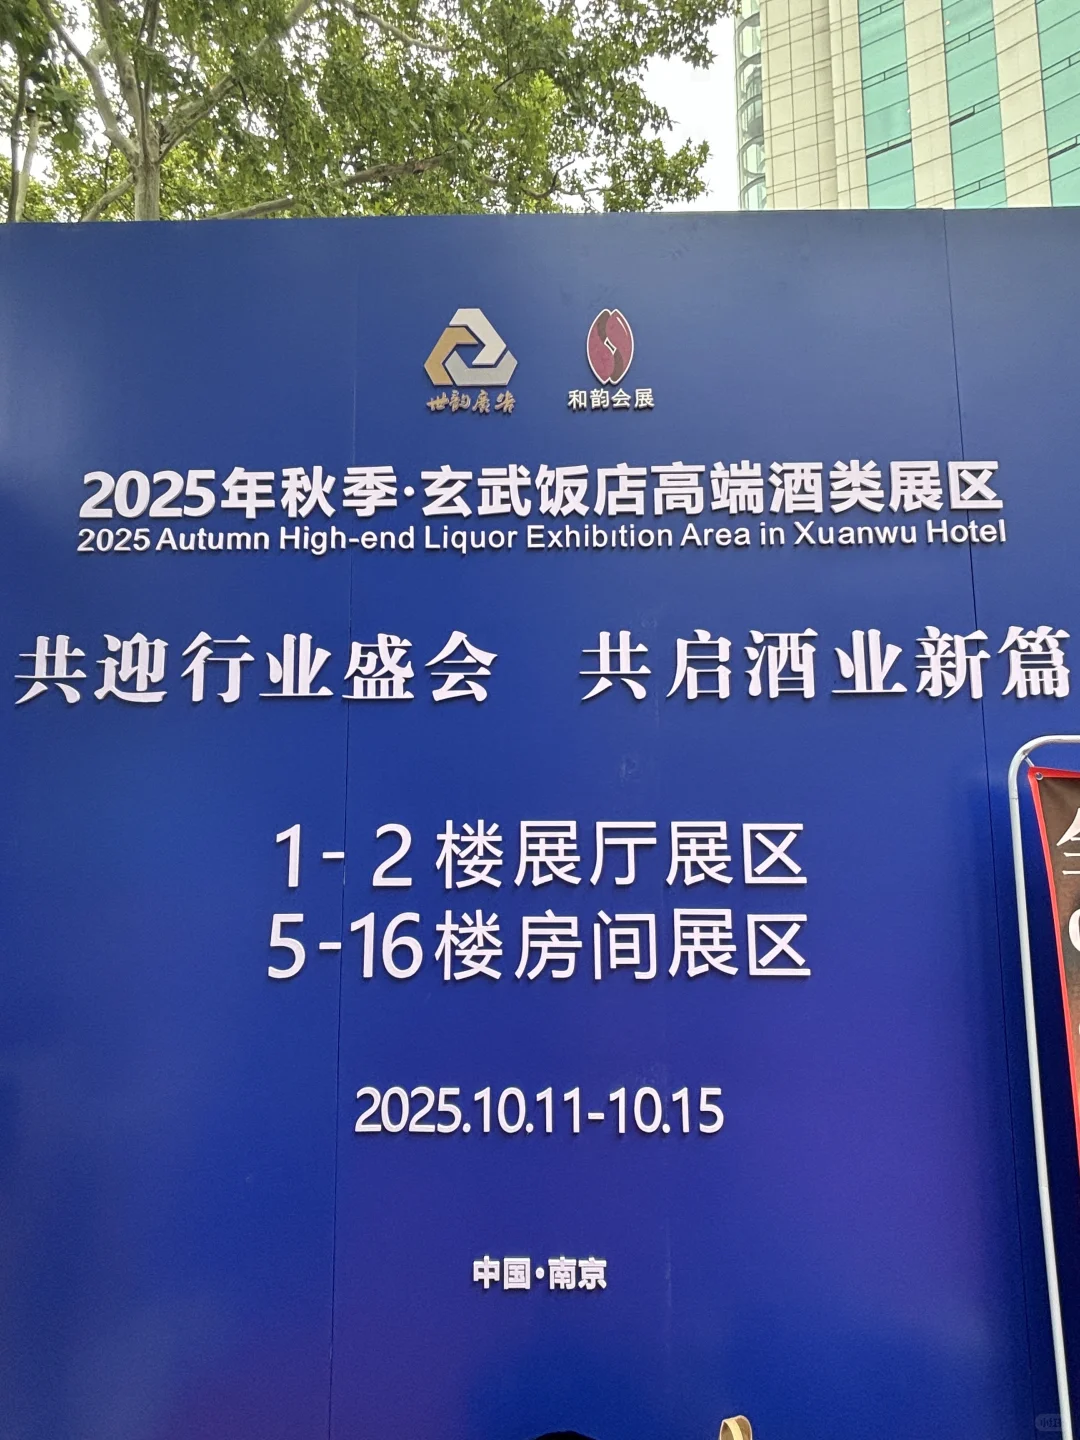 世韵廣告 和韵会展
2025年秋季·玄武饭店高端酒类展区
2025 Autumn High-end Liquor Exhibition Area in Xuanwu Hotel
共迎行业盛会 共启酒业新篇
1-2楼展厅展区
5-16楼房间展区
2025.10.11-10.15
中国·南京